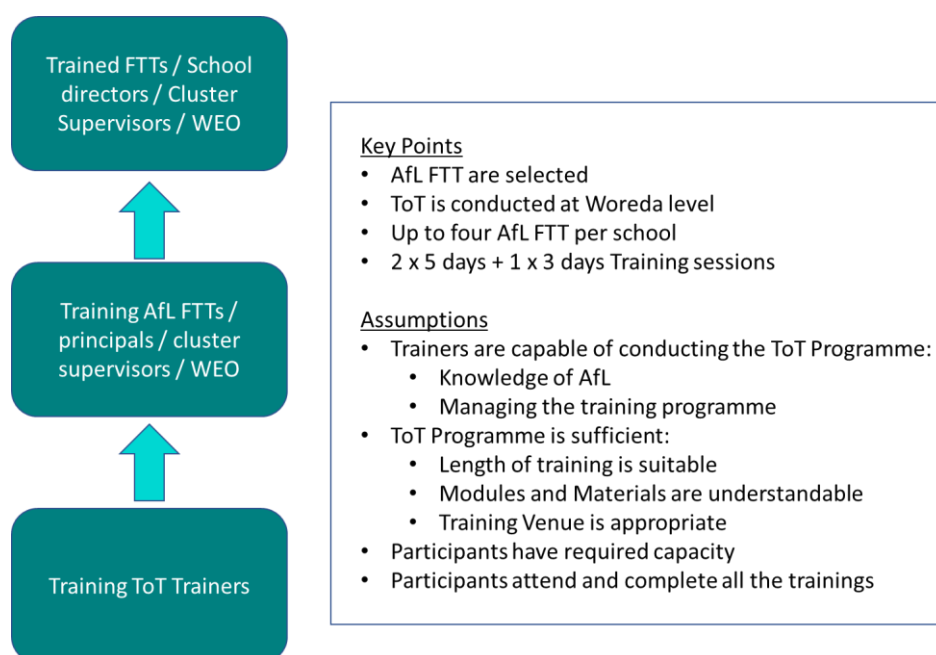 Trained FTTs / School
directors / Cluster
Supervisors / WEO
Training AfL FTTs /
principals / cluster
supervisors / WEO
Training ToT Trainers
Key Points
• AfL FTT are selected
• ToT is conducted at Woreda level
• Up to four AfL FTT per school
• 2 x 5 days + 1 x 3 days Training sessions
Assumptions
• Trainers are capable of conducting the ToT Programme:
• Knowledge of AfL
• Managing the training programme
• ToT Programme is sufficient:
• Length of training is suitable
• Modules and Materials are understandable
• Training Venue is appropriate
• Participants have required capacity
• Participants attend and complete all the trainings